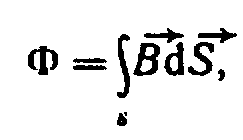 Φ = ∫ₛ B⃗dS⃗,